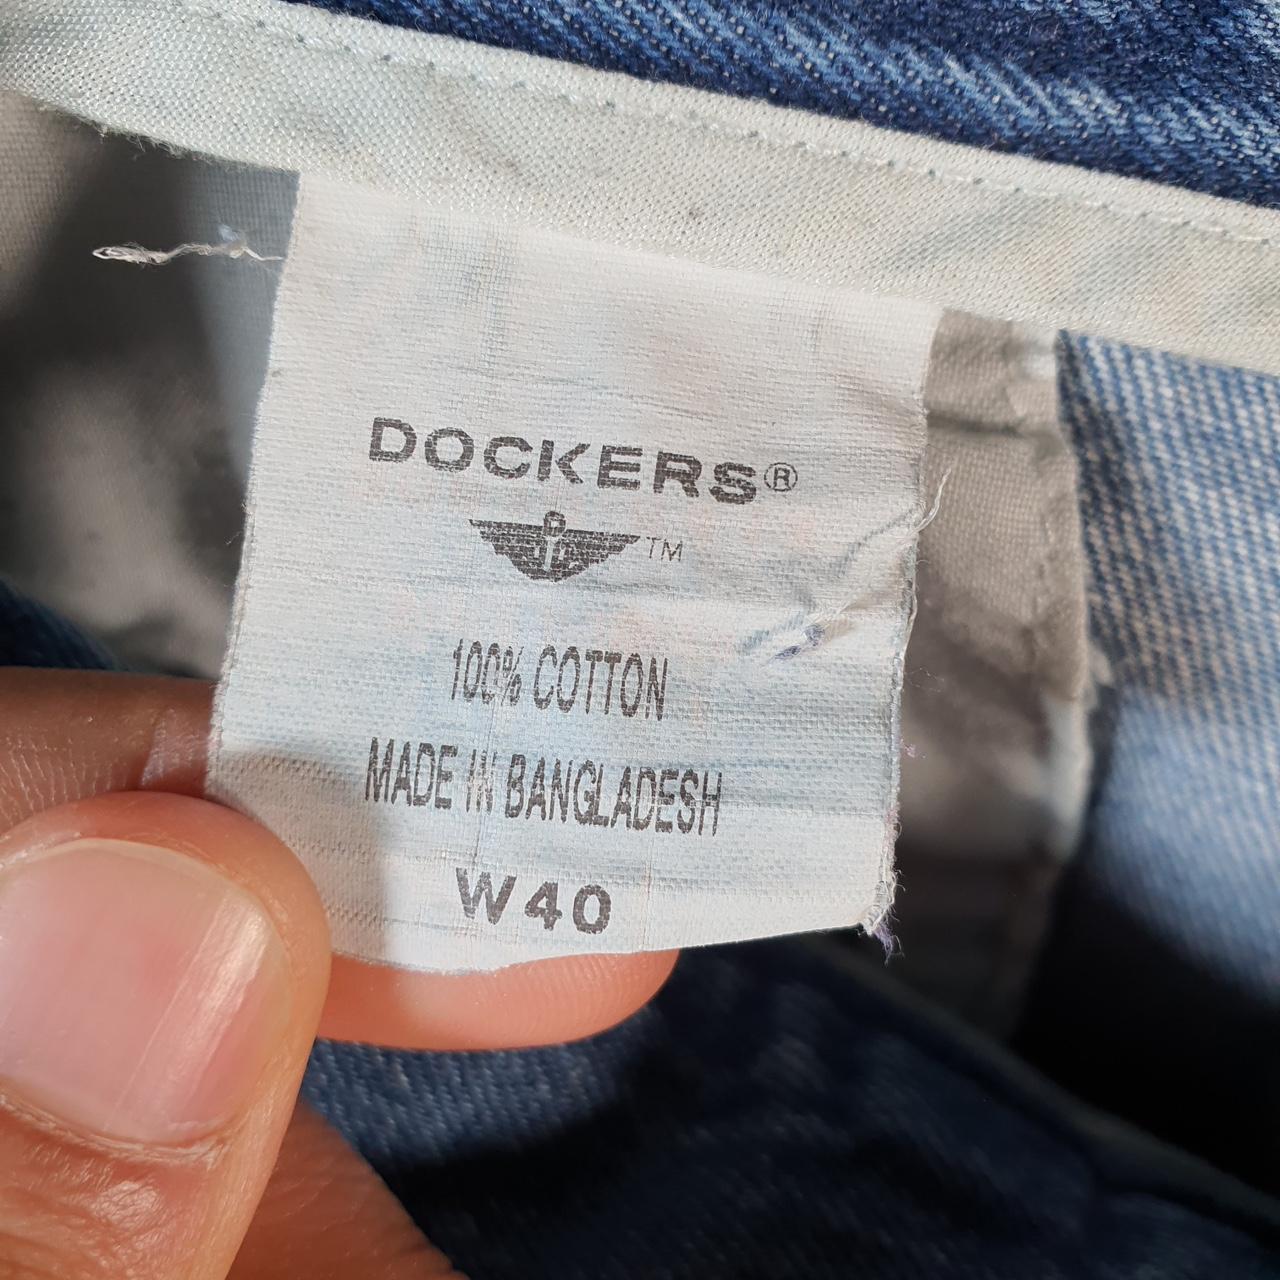 DOCKERS®
TM
100% COTTON
MADE IN BANGLADESH
W40